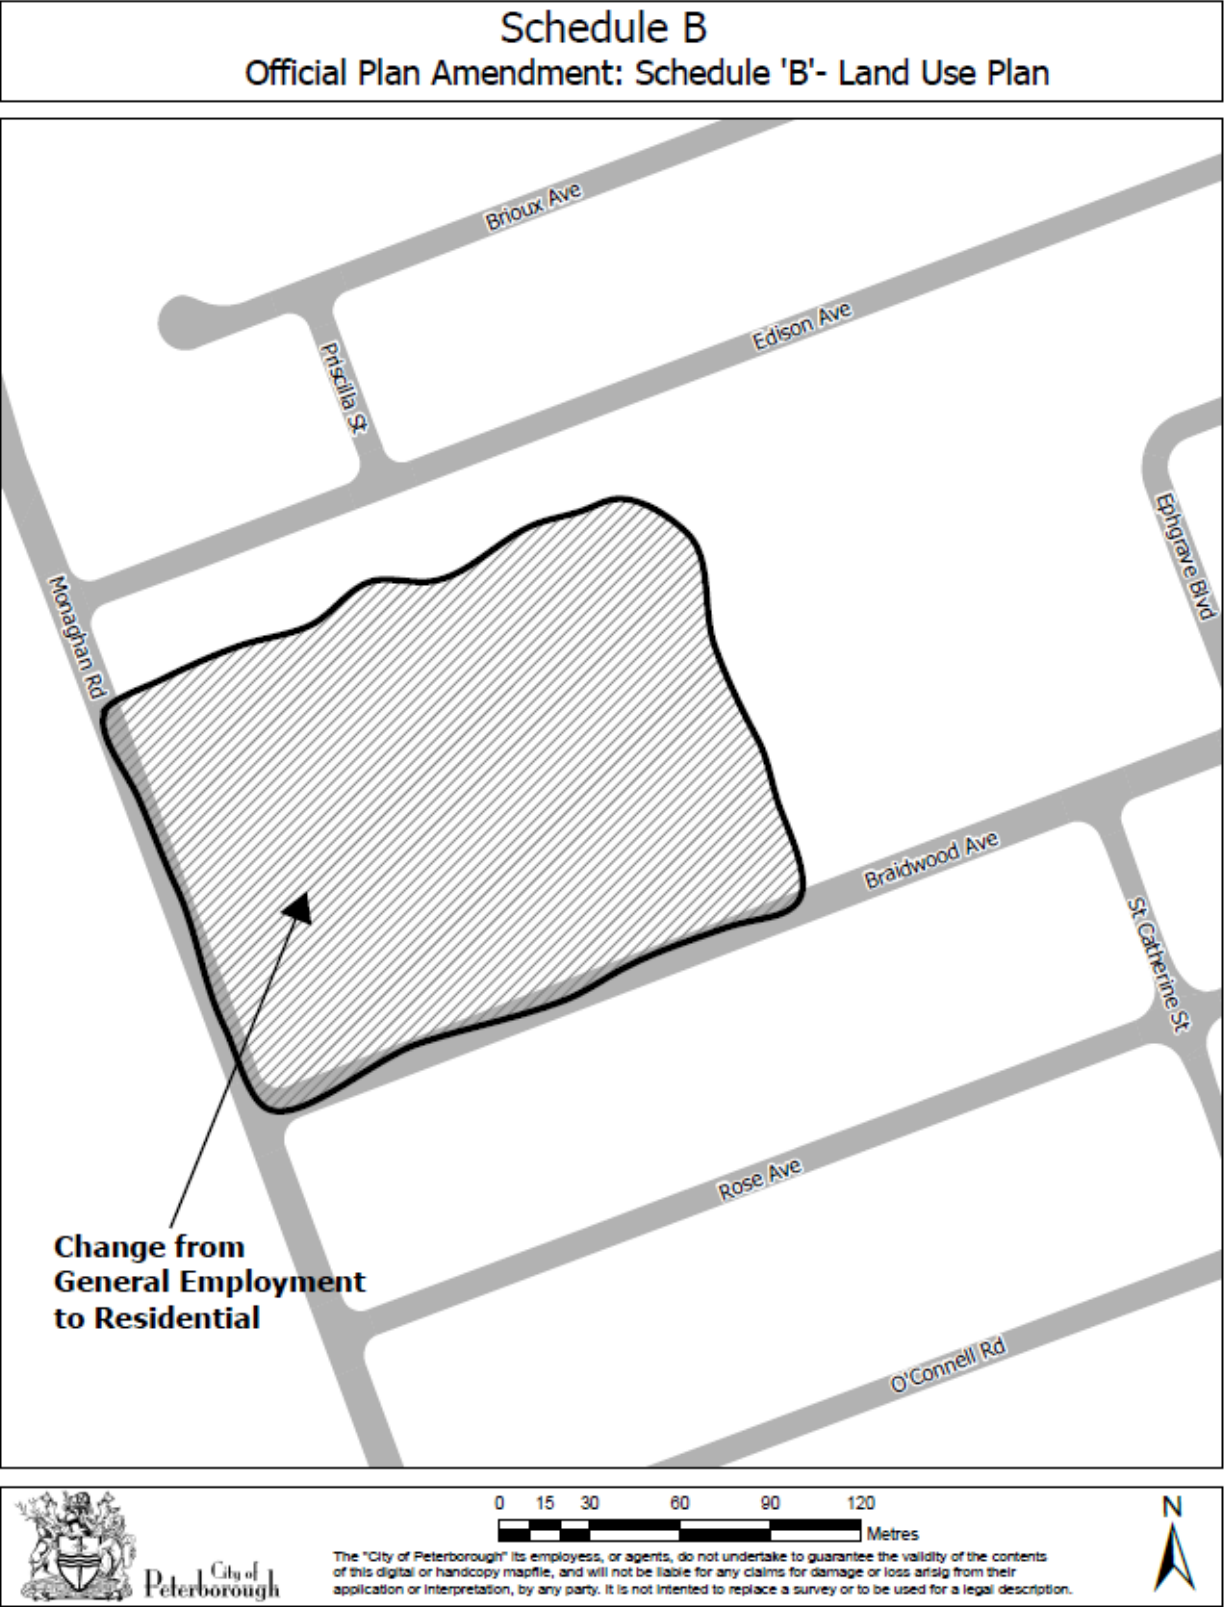 Schedule B
Official Plan Amendment: Schedule 'B'- Land Use Plan
Brioux Ave
Edison Ave
Priscilla St
Ephgrave Blvd
Monaghan Rd
Braidwood Ave
St Catherine St
Rose Ave
Change from
General Employment
to Residential
O'Connell Rd
0 15 30 60 90 120
Metres
N
City of
Peterborough
The "City of Peterborough" its employess, or agents, do not undertake to guarantee the validity of the contents
of this digital or handcopy mapfile, and will not be liable for any claims for damage or loss arisig from their
application or interpretation, by any party. It is not intended to replace a survey or to be used for a legal description.